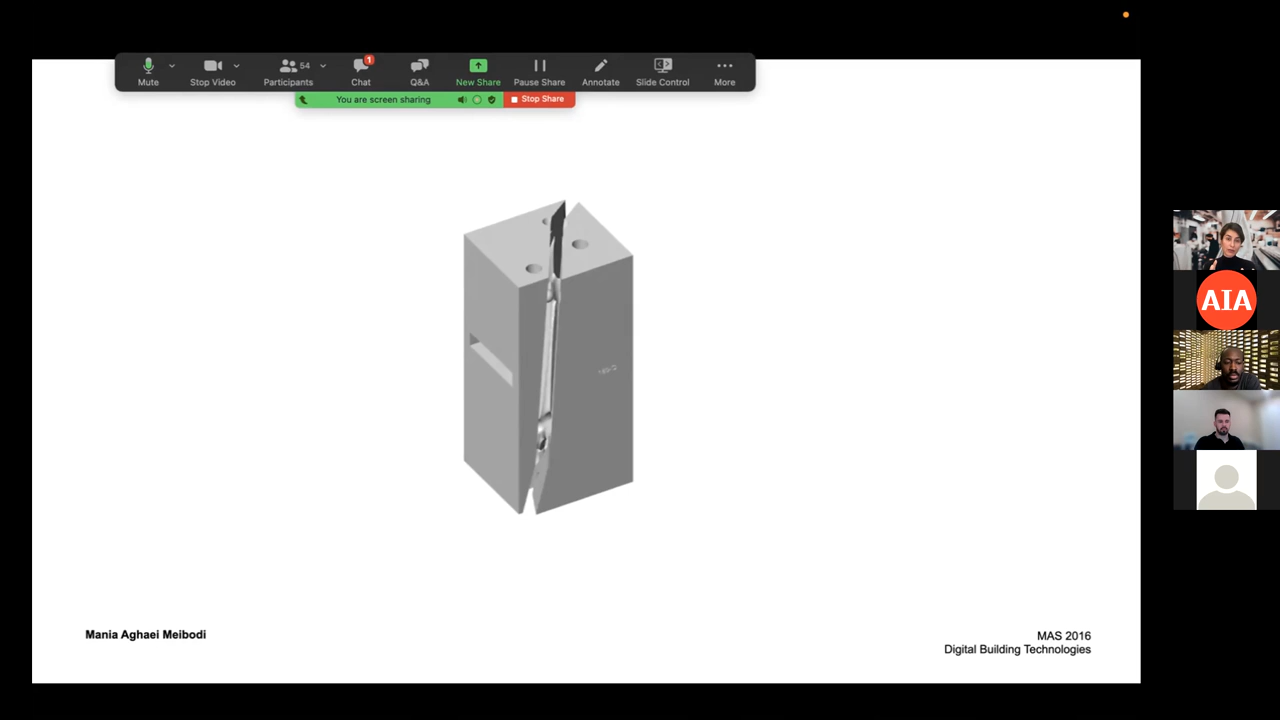 54
1
Mute
Stop Video
Participants
Chat
Q&A
New Share
Pause Share
Annotate
Slide Control
More
You are screen sharing
Stop Share
AIA
Mania Aghaei Meibodi
MAS 2016
Digital Building Technologies